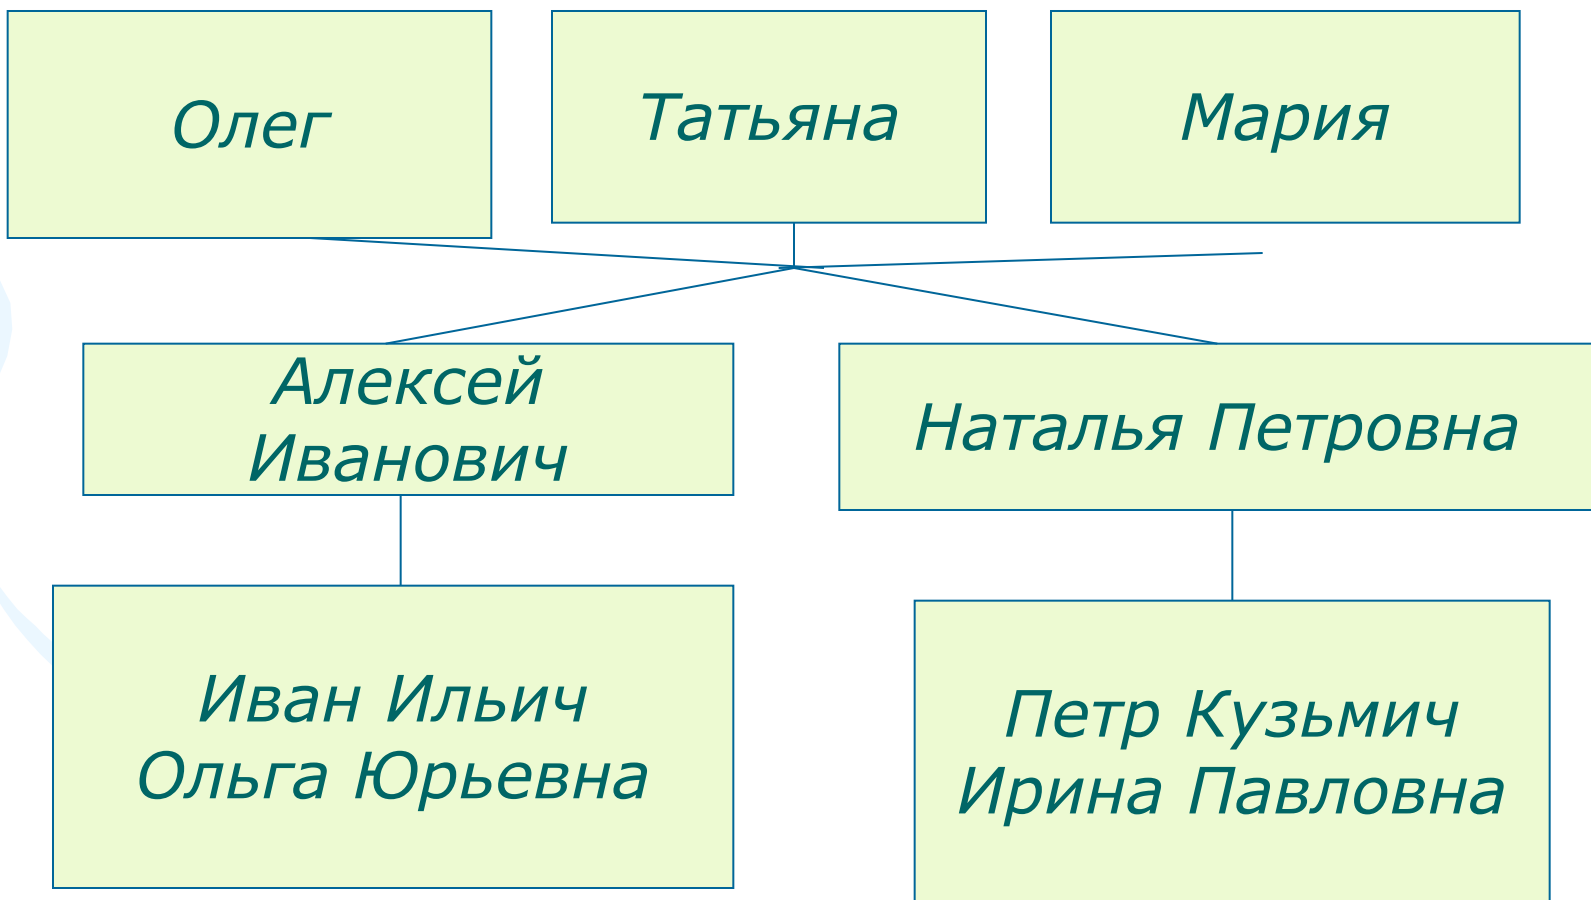 Олег
Татьяна
Мария
Алексей
Иванович
Наталья Петровна
Иван Ильич
Ольга Юрьевна
Петр Кузьмич
Ирина Павловна